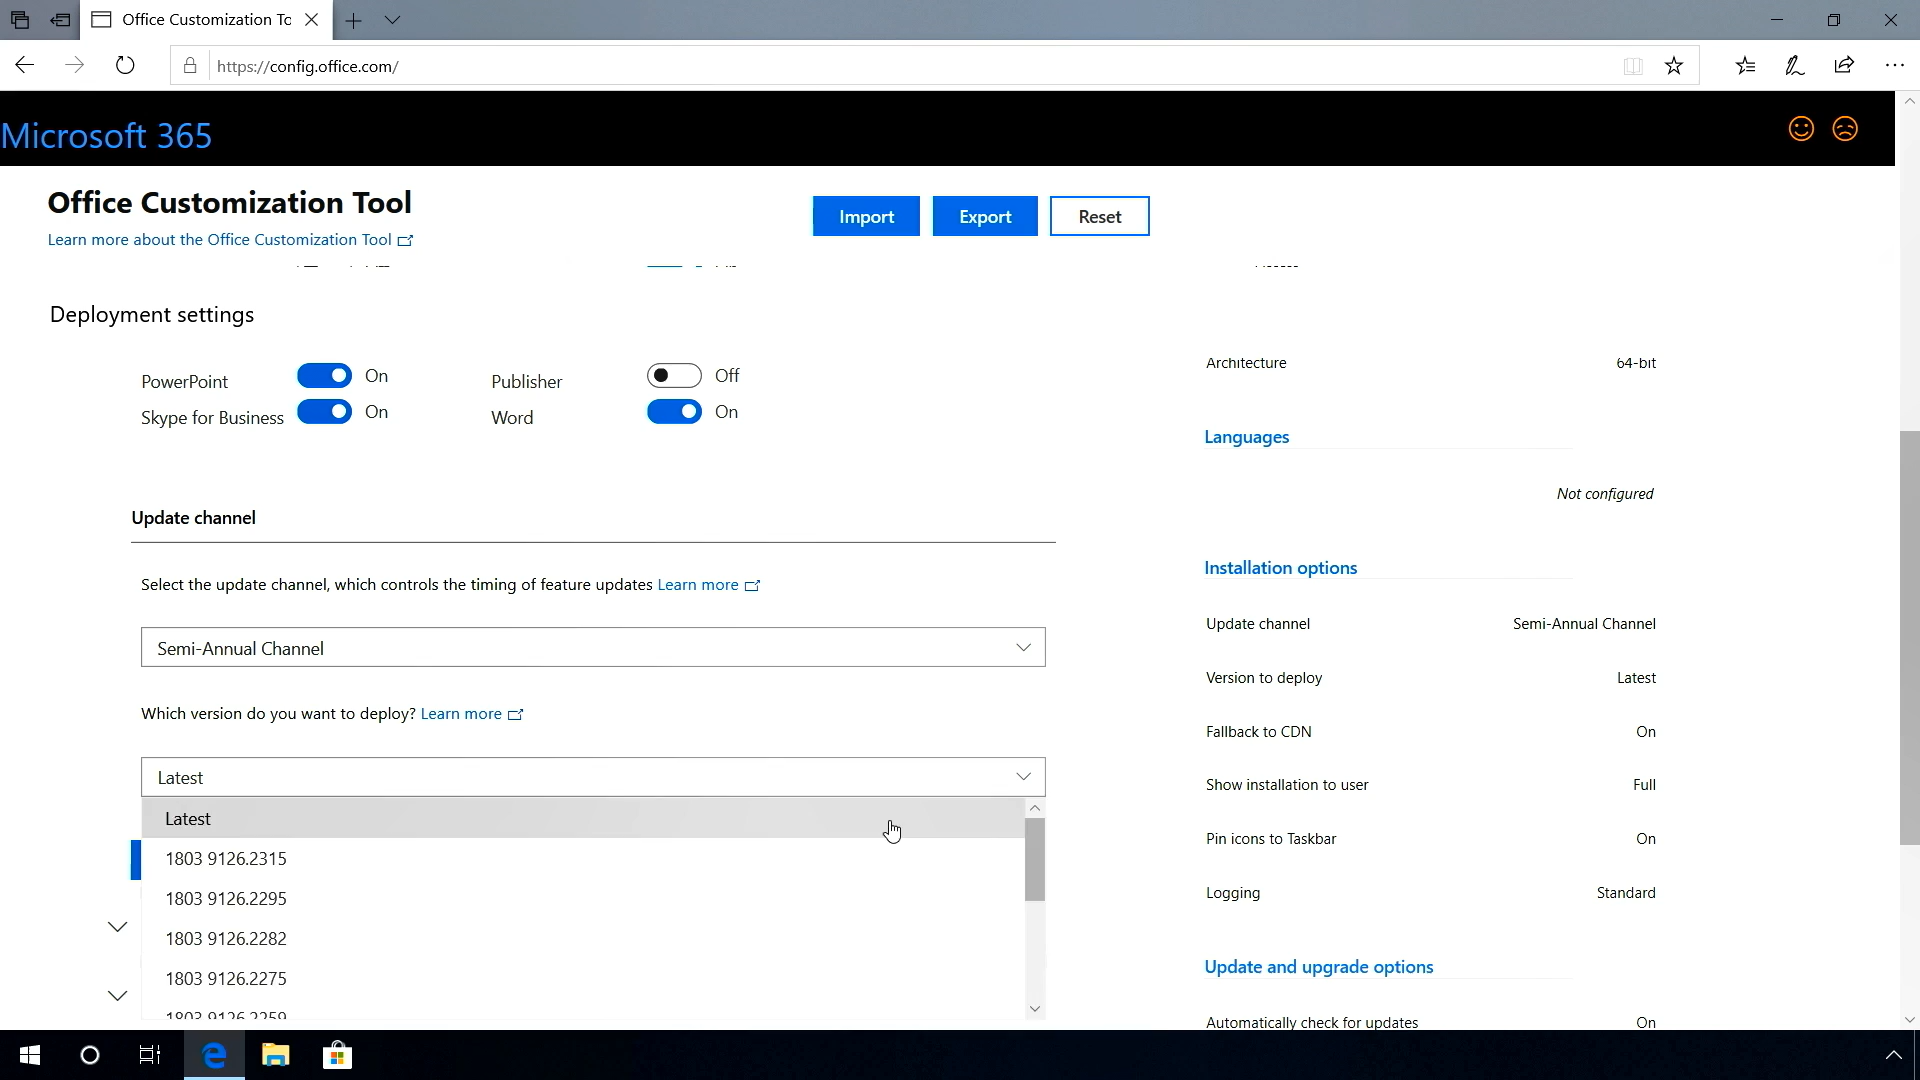 Office Customization Tc
https://config.office.com/
Microsoft 365
Office Customization Tool
Learn more about the Office Customization Tool
Import
Export
Reset
Deployment settings
PowerPoint
On
Publisher
Off
Skype for Business
On
Word
On
Update channel
Select the update channel, which controls the timing of feature updates Learn more
Semi-Annual Channel
Which version do you want to deploy? Learn more
Latest
Latest
1803 9126.2315
1803 9126.2295
1803 9126.2282
1803 9126.2275
1803 9126.2259
Architecture
64-bit
Languages
Not configured
Installation options
Update channel
Semi-Annual Channel
Version to deploy
Latest
Fallback to CDN
On
Show installation to user
Full
Pin icons to Taskbar
On
Logging
Standard
Update and upgrade options
Automatically check for updates
On